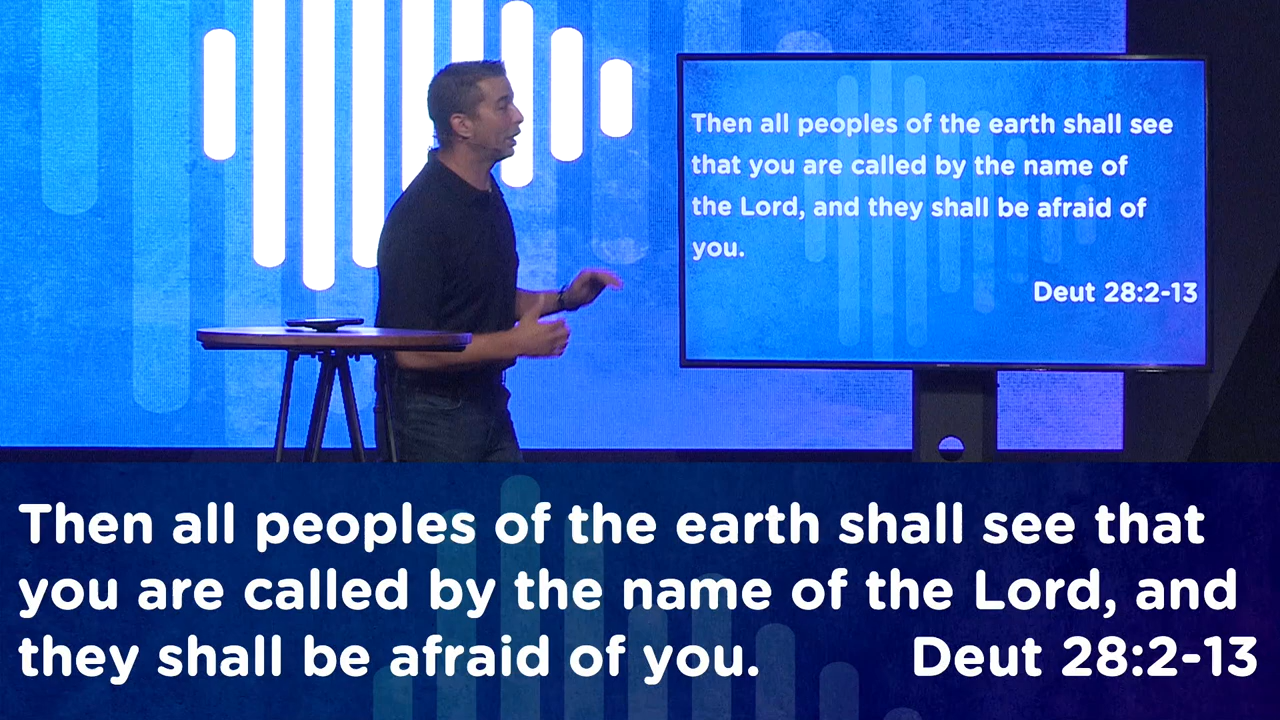 Then all peoples of the earth shall see
that you are called by the name of
the Lord, and they shall be afraid of
you.
Deut 28:2-13
Then all peoples of the earth shall see that
you are called by the name of the Lord, and
they shall be afraid of you. Deut 28:2-13